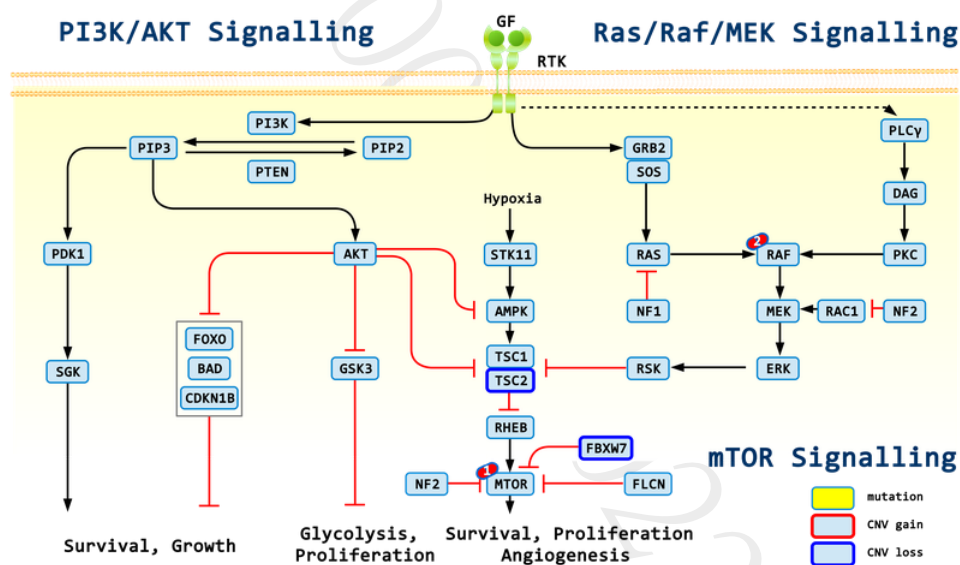 GF
PI3K/AKT Signalling
Ras/Raf/MEK Signalling
RTK
PI3K
PLCγ
PIP3
PIP2
GRB2
PTEN
SOS
DAG
Hypoxia
PDK1
AKT
STK11
RAS
2
RAF
PKC
AMPK
NF1
MEK
RAC1
NF2
FOXO
BAD
CDKN1B
TSC1
TSC2
SGK
GSK3
RSK
ERK
RHEB
FBXW7
mTOR Signalling
1
NF2
MTOR
FLCN
mutation
CNV gain
CNV loss
Survival, Growth
Glycolysis,
Proliferation
Survival, Proliferation
Angiogenesis